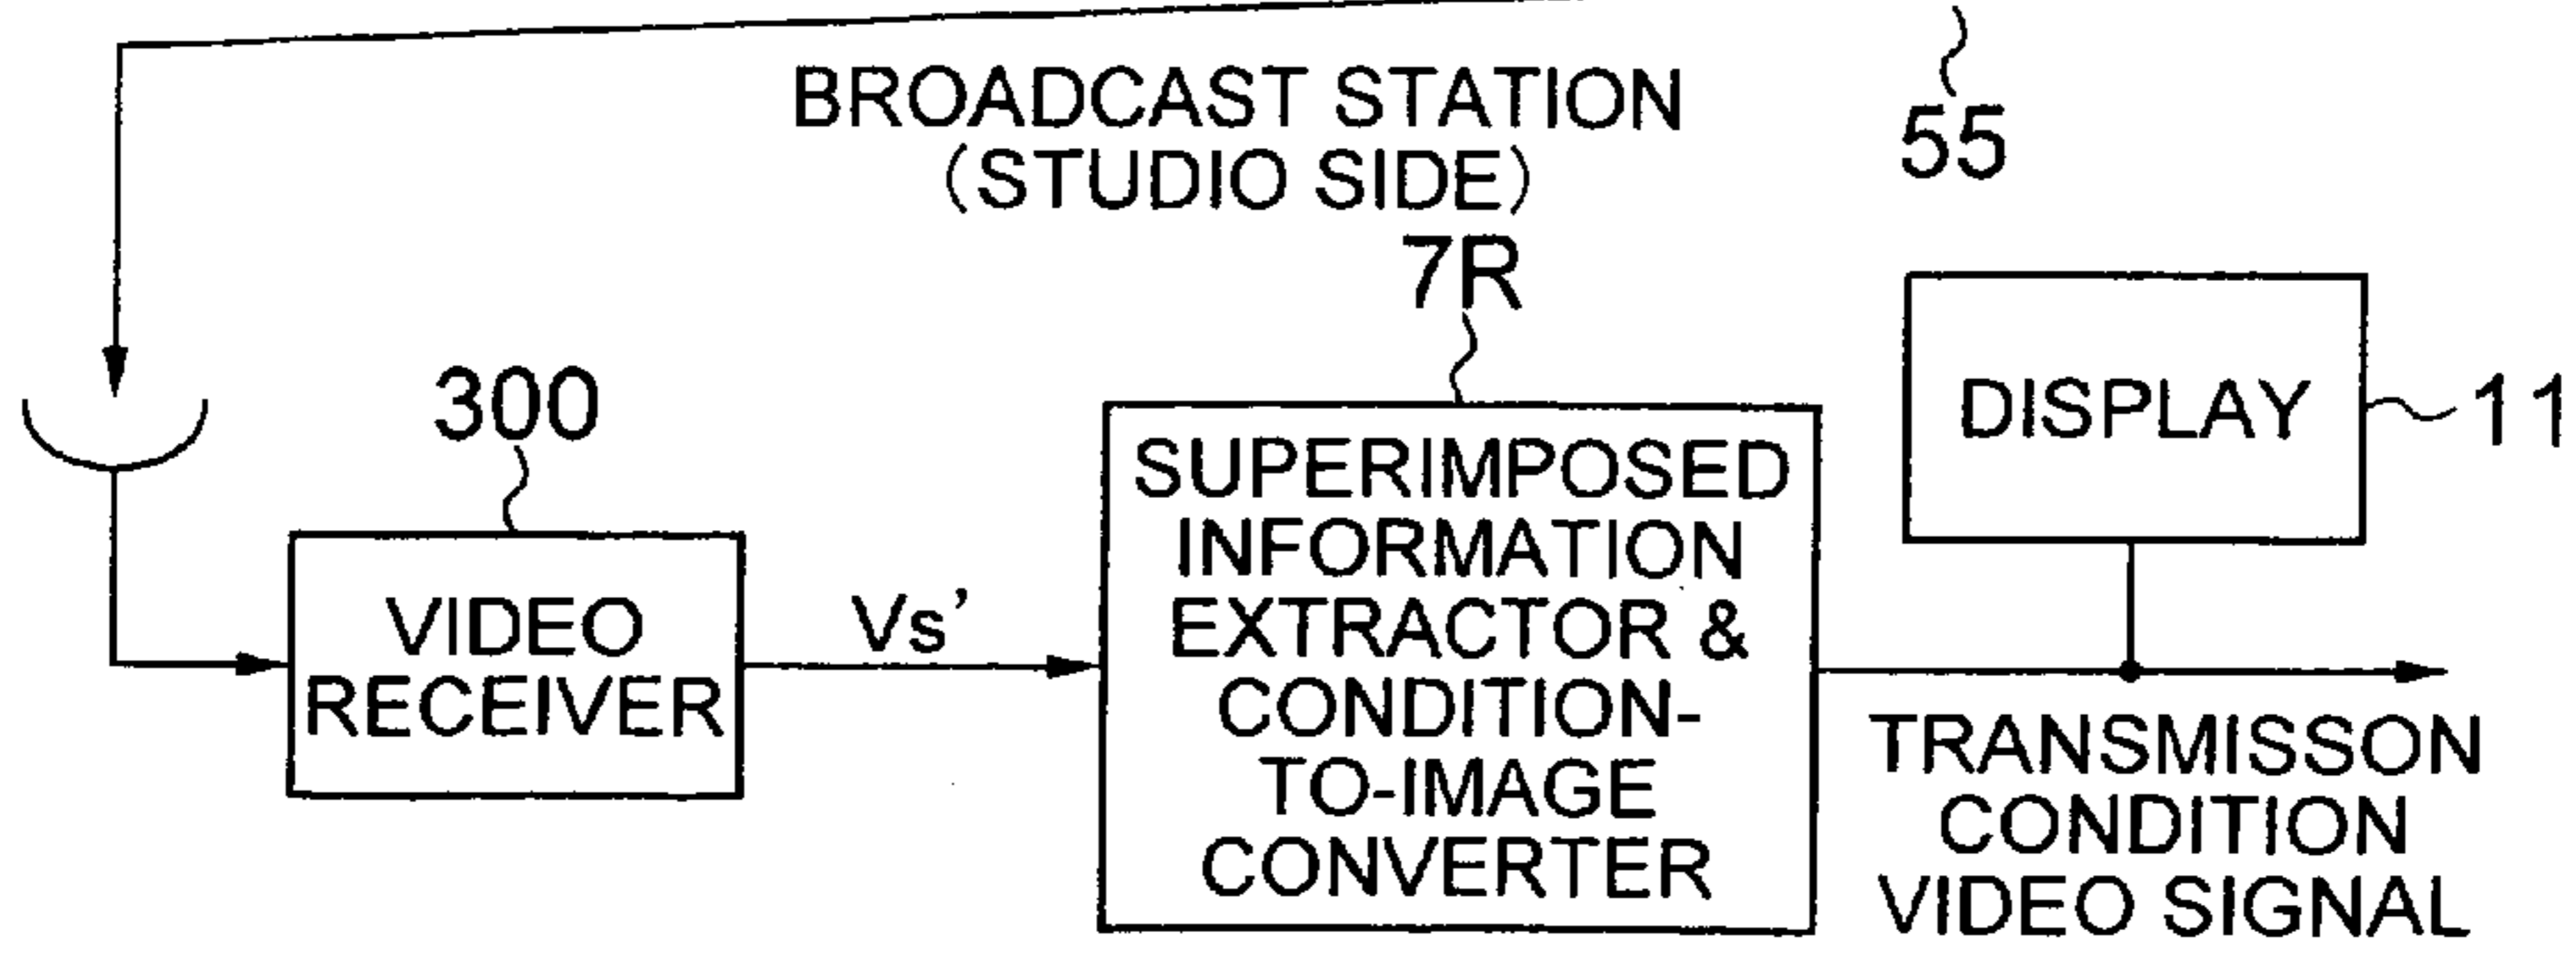 BROADCAST STATION
(STUDIO SIDE)
55
7R
300
DISPLAY
11
VIDEO
RECEIVER
Vs'
SUPERIMPOSED
INFORMATION
EXTRACTOR &
CONDITION-
TO-IMAGE
CONVERTER
TRANSMISSON
CONDITION
VIDEO SIGNAL